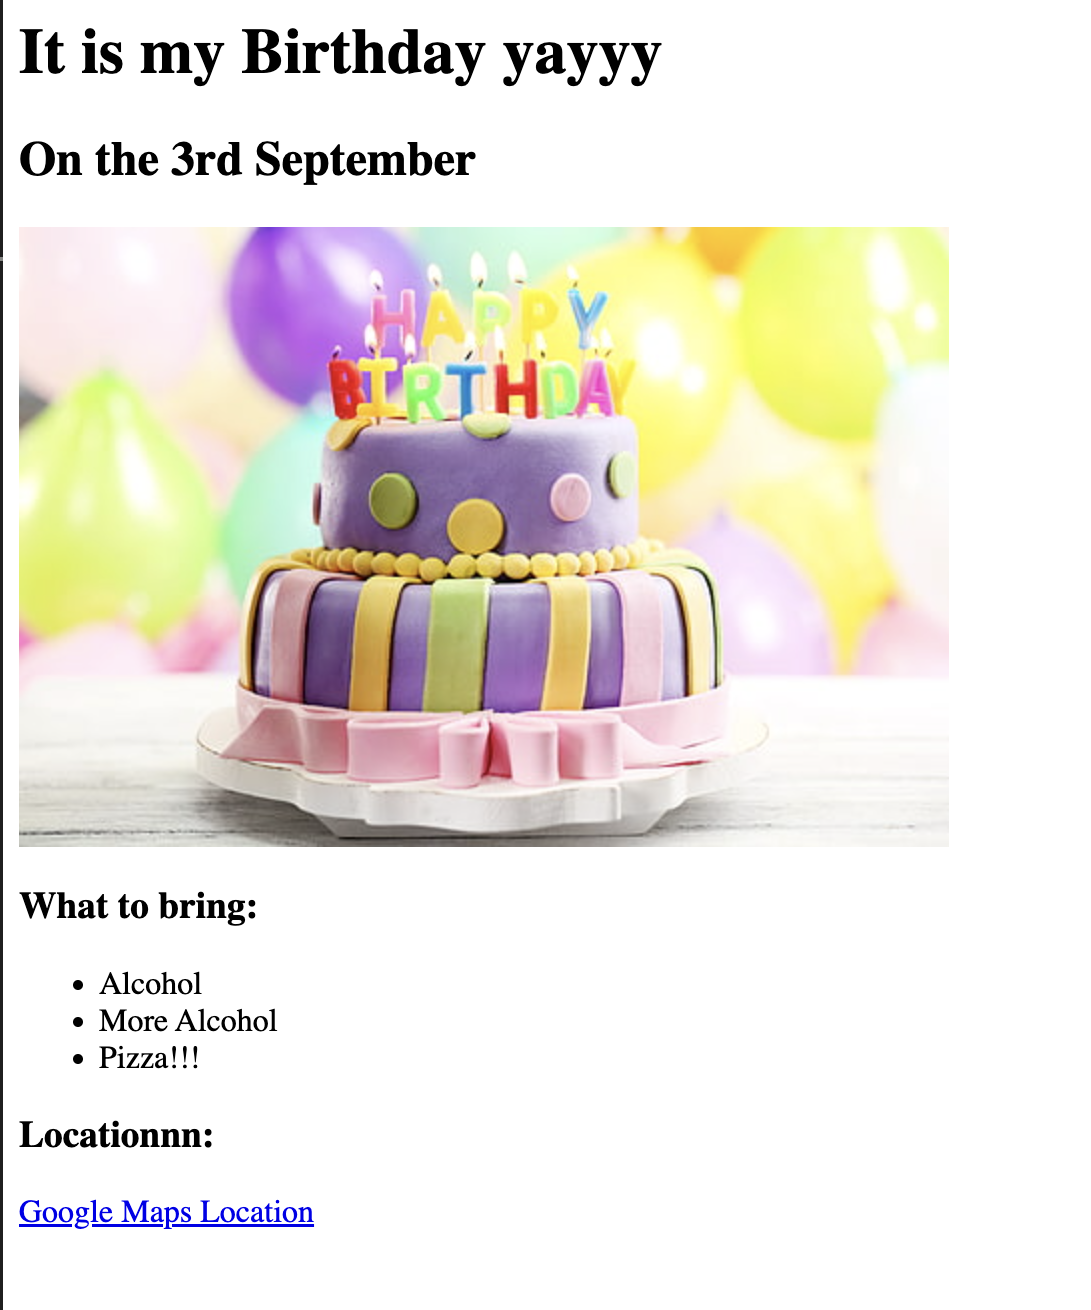 It is my Birthday yayyy
On the 3rd September
HAPPY
BIRTHDAY
What to bring:
Alcohol
More Alcohol
Pizza!!!
Locationnn:
Google Maps Location